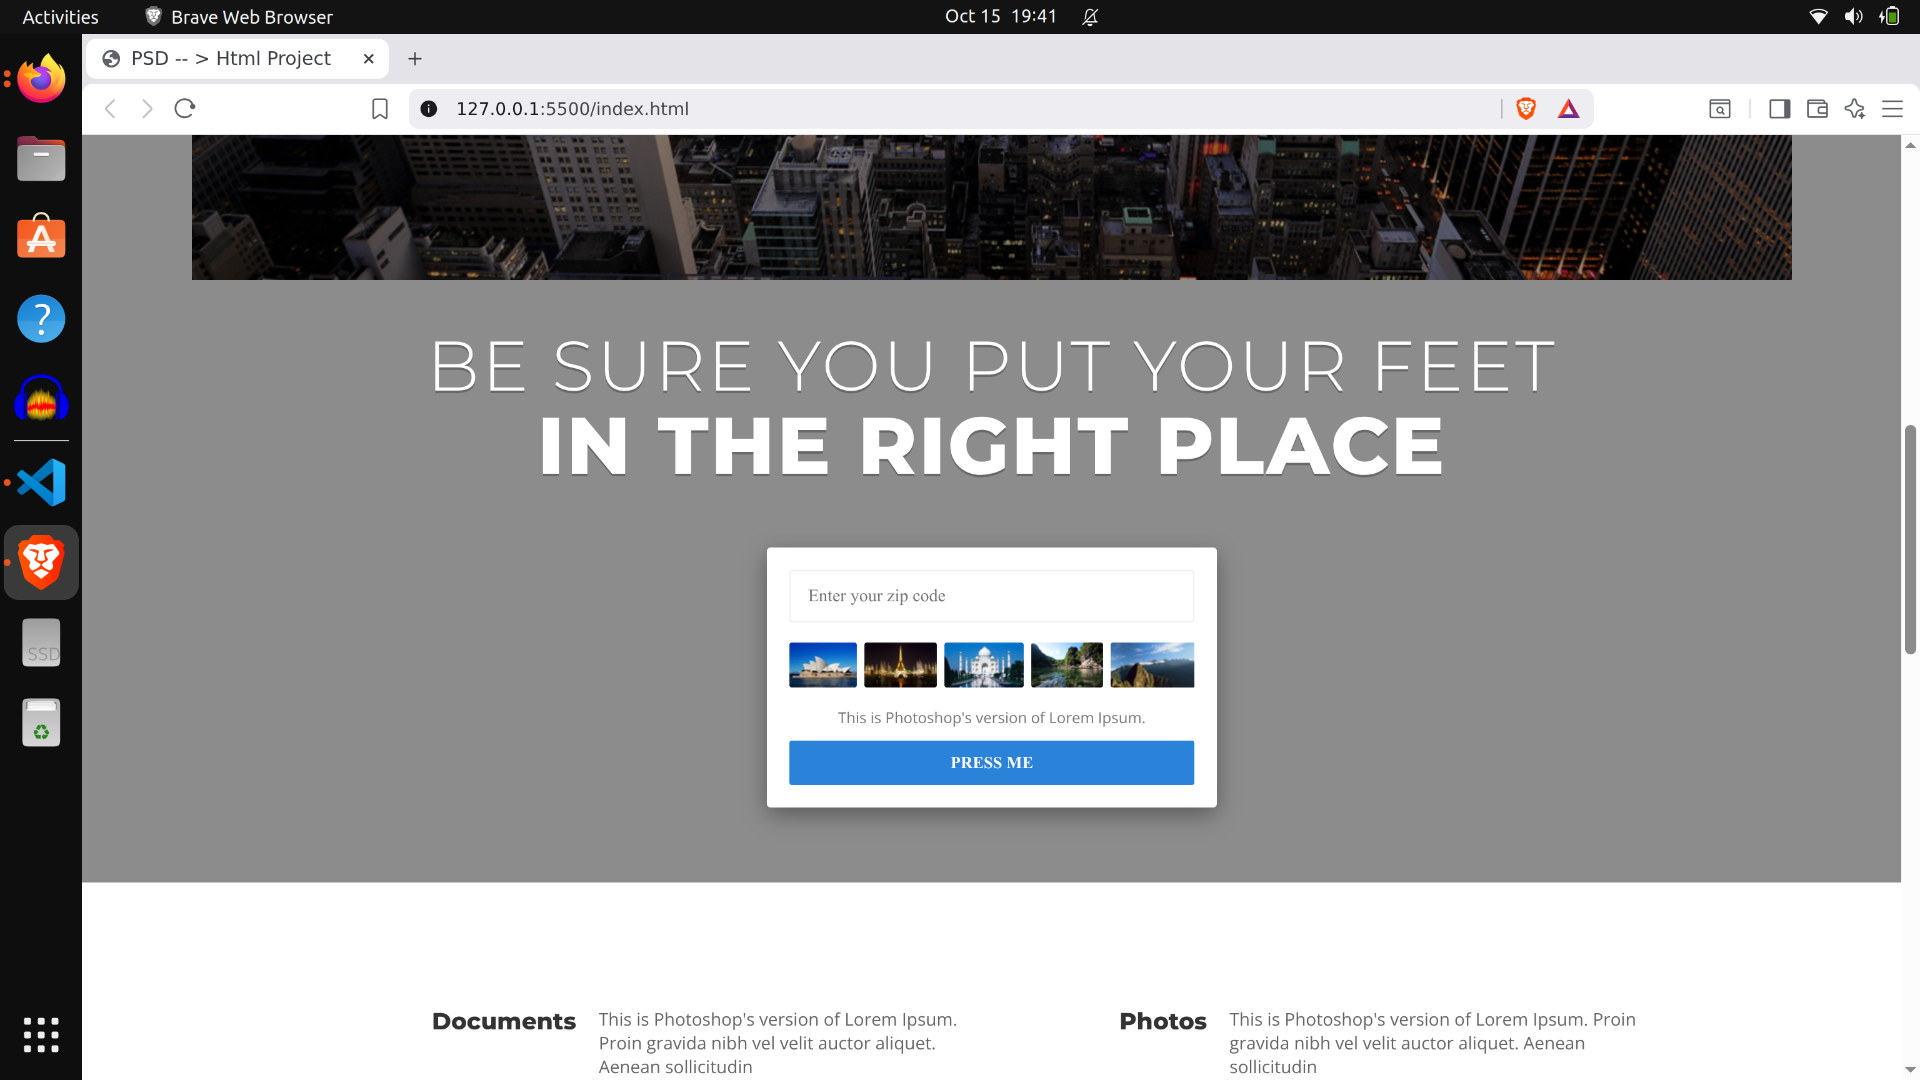 Activities
Brave Web Browser
Oct 15 19:41
PSD -- > Html Project
127.0.0.1:5500/index.html
BE SURE YOU PUT YOUR FEET
IN THE RIGHT PLACE
Enter your zip code
This is Photoshop's version of Lorem Ipsum.
PRESS ME
SSD
Documents
This is Photoshop's version of Lorem Ipsum.
Proin gravida nibh vel velit auctor aliquet.
Aenean sollicitudin
Photos
This is Photoshop's version of Lorem Ipsum. Proin
gravida nibh vel velit auctor aliquet. Aenean
sollicitudin